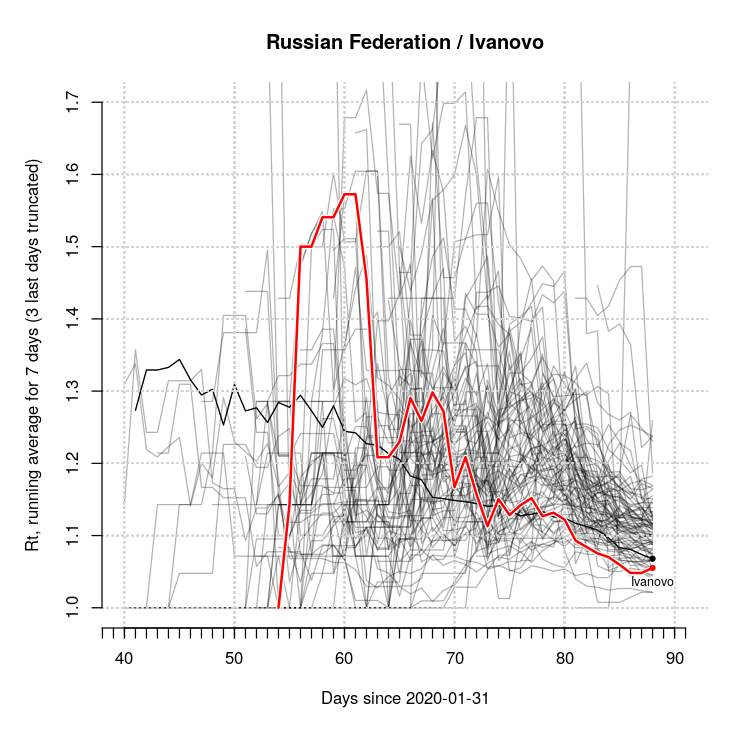 Russian Federation / Ivanovo
Rt, running average for 7 days (3 last days truncated)
1.7
1.6
1.5
1.4
1.3
1.2
1.1
1.0
Ivanovo
40 50 60 70 80 90
Days since 2020-01-31